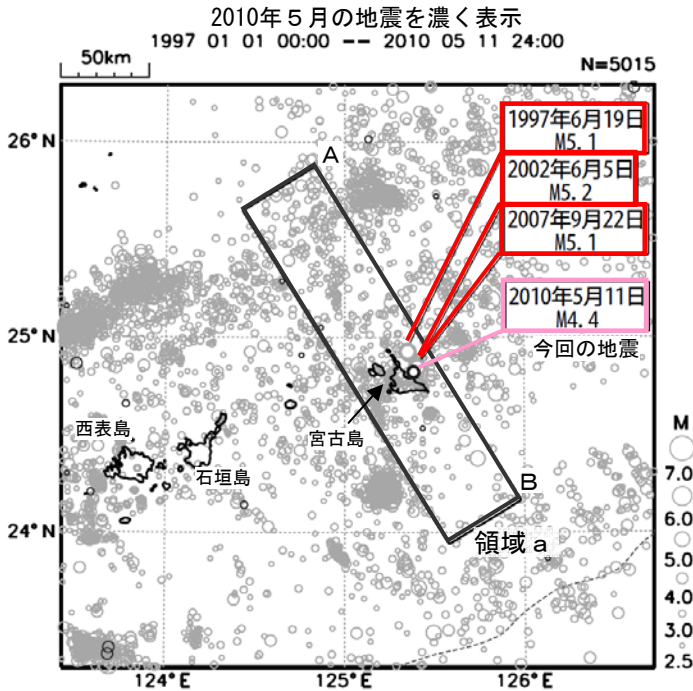 2010年５月の地震を濃く表示
1997 01 01 00:00 -- 2010 05 11 24:00
50km
N=5015
26°N
A
1997年6月19日
M5.1
2002年6月5日
M5.2
2007年9月22日
M5.1
2010年5月11日
M4.4
25°N
今回の地震
西表島
宮古島
石垣島
B
M
7.0
24°N
領域ａ
6.0
5.0
4.0
3.0
2.5
124°E
125°E
126°E